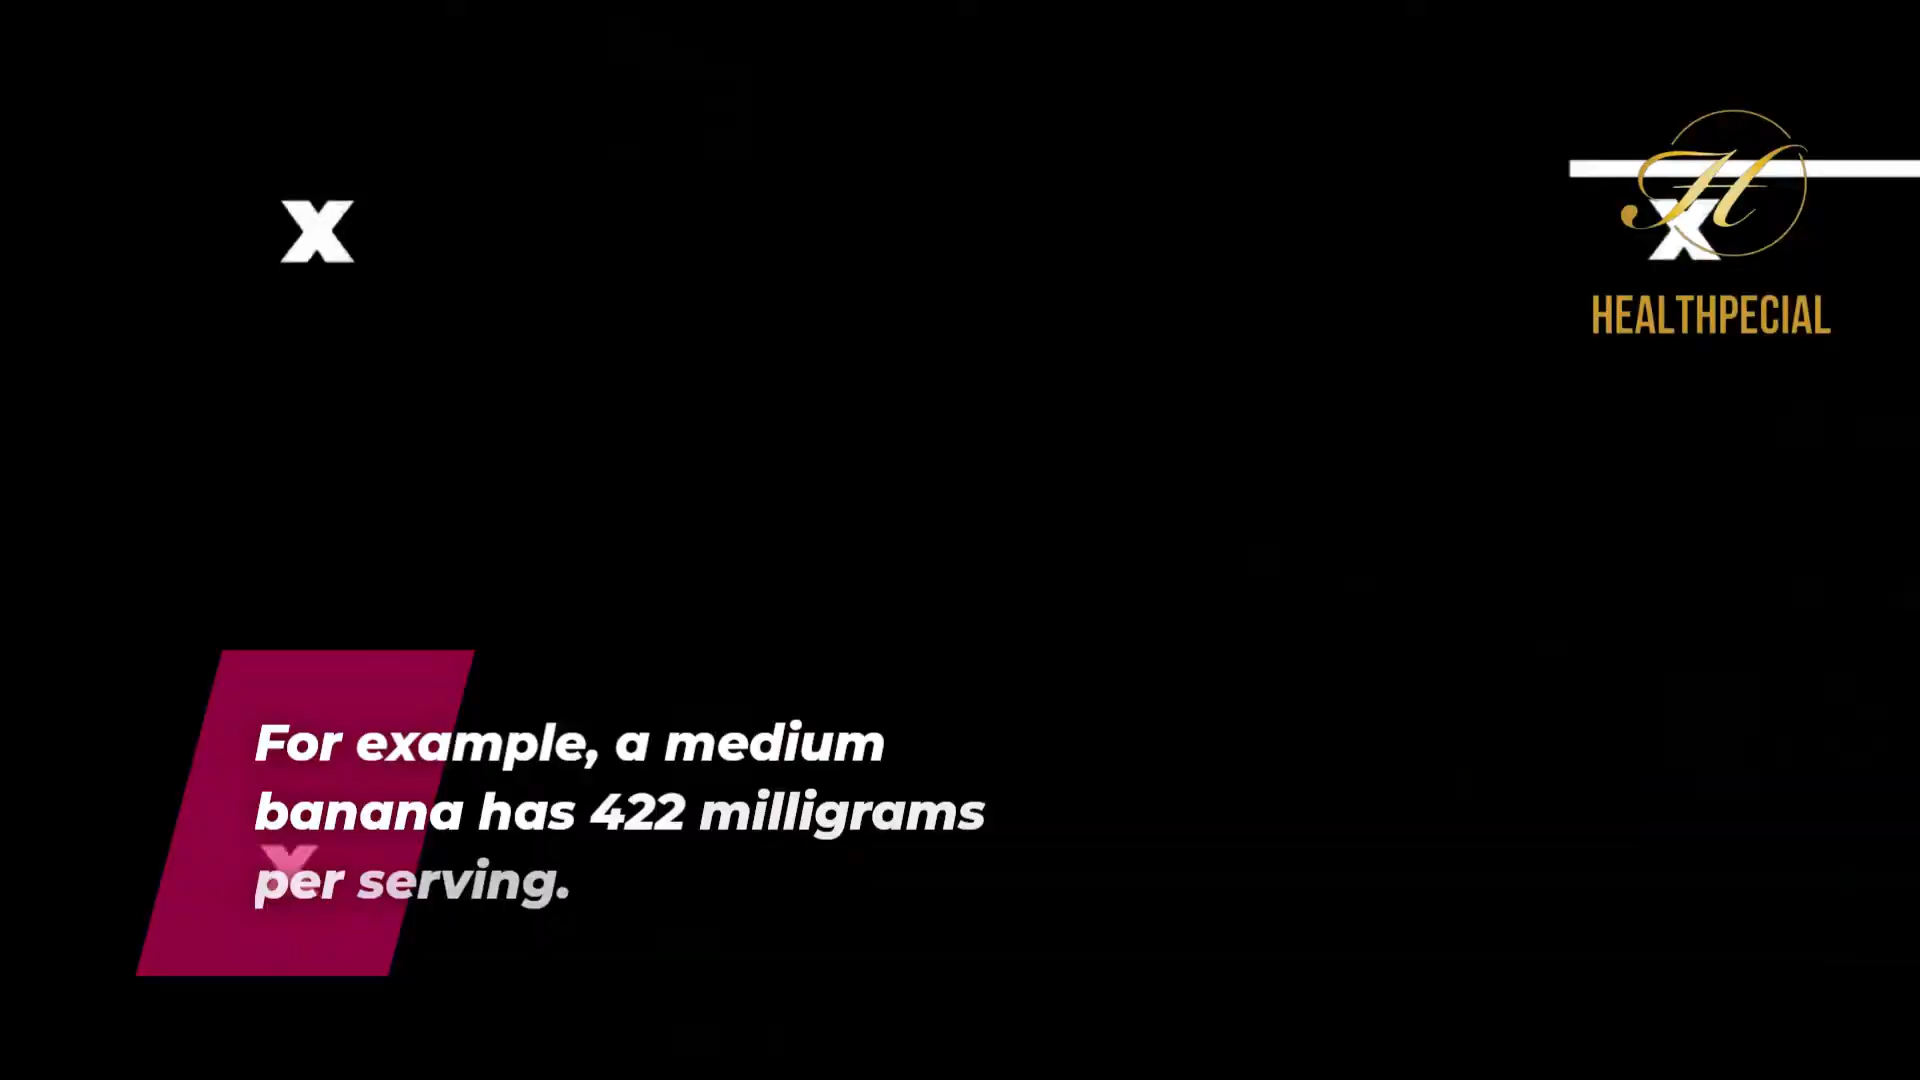 X
X
H
HEALTHPECIAL
For example, a medium
banana has 422 milligrams
per serving.
X